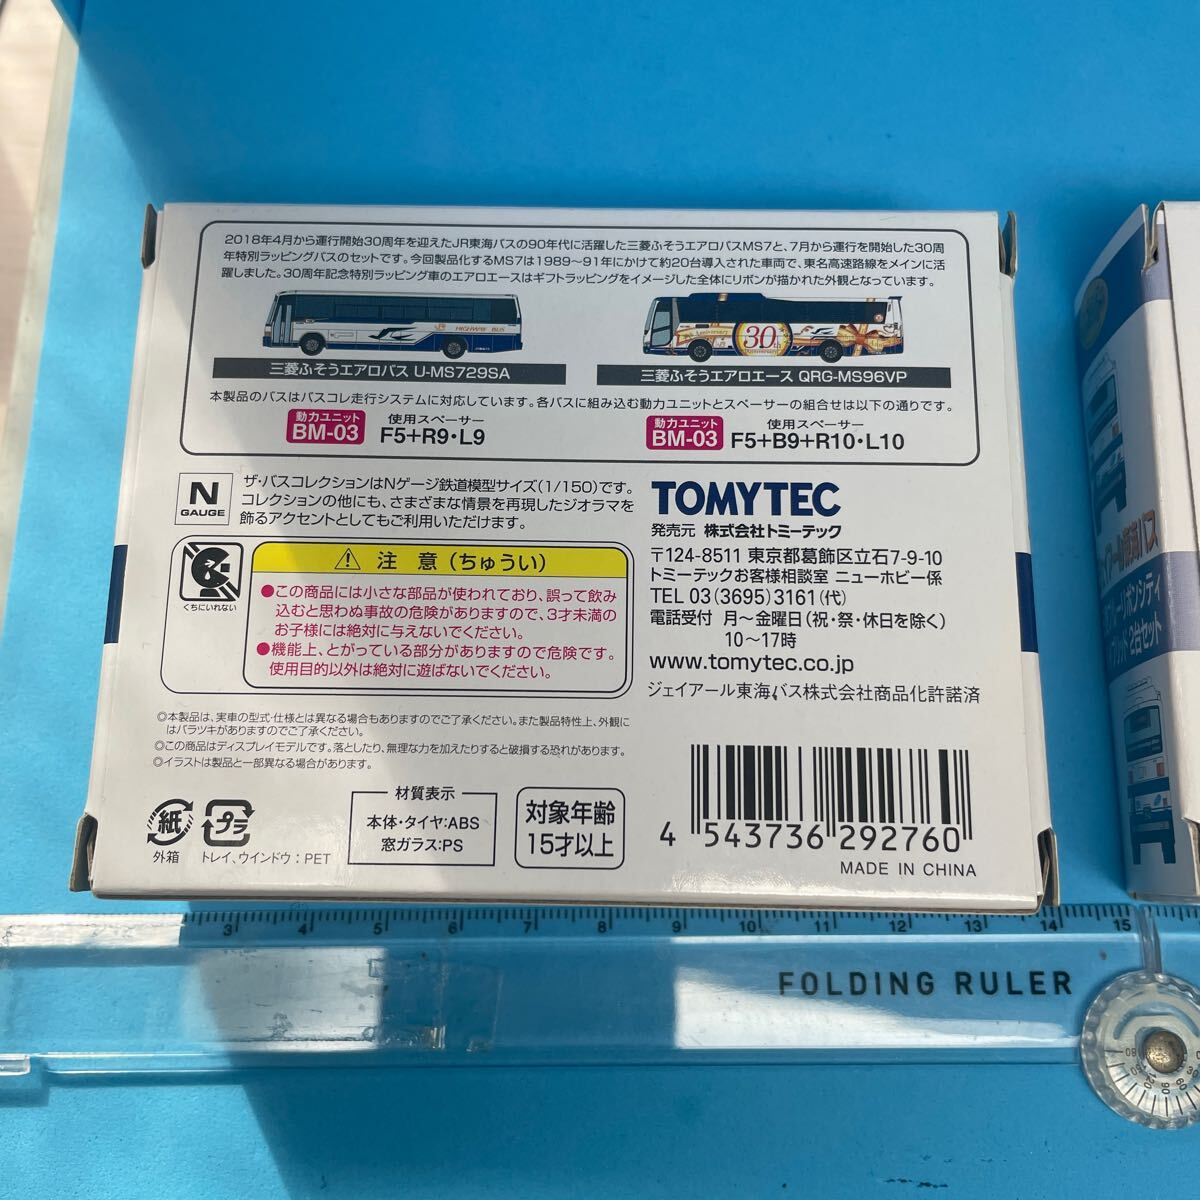 2018年4月から運行開始30周年を迎えたJR東海バスの90年代に活躍した三菱ふそうエアロバスMS7と、7月から運行を開始した30周
年特別ラッピングバスのセットです。今回製品化するMS7は1989〜91年にかけて約20台導入された車両で、東名高速路線をメインに活
躍しました。30周年記念特別ラッピング車のエアロエースはギフトラッピングをイメージした全体にリボンが描かれた外観となっています。
HIGHWAY BUS
30th
Anniversary
三菱ふそうエアロバス U-MS729SA
三菱ふそうエアロエース QRG-MS96VP
本製品のバスはバスコレ走行システムに対応しています。各バスに組み込む動力ユニットとスペーサーの組合せは以下の通りです。
動力ユニット
BM-03
使用スペーサー
F5+R9・L9
動力ユニット
BM-03
使用スペーサー
F5+B9+R10・L10
N
GAUGE
ザ・バスコレクションはNゲージ鉄道模型サイズ(1/150)です。
コレクションの他にも、さまざまな情景を再現したジオラマを
飾るアクセントとしてもご利用いただけます。
くちにいれない
注 意(ちゅうい)
●この商品には小さな部品が使われており、誤って飲み
込むと思わぬ事故の危険がありますので、3才未満の
お子様には絶対に与えないでください。
●機能上、とがっている部分がありますので危険です。
使用目的以外は絶対に遊ばないでください。
TOMYTEC
発売元 株式会社トミーテック
〒124-8511 東京都葛飾区立石7-9-10
トミーテックお客様相談室 ニューホビー係
TEL 03(3695)3161(代)
電話受付 月〜金曜日(祝・祭・休日を除く)
10〜17時
www.tomytec.co.jp
ジェイアール東海バス株式会社商品化許諾済
◎本製品は、実車の型式・仕様とは異なる場合もありますのでご了承ください。また製品特性上、外観に
はバラツキがありますのでご了承ください。
◎この商品はディスプレイモデルです。落としたり、無理な力を加えたりすると破損する恐れがあります。
◎イラストは製品と一部異なる場合があります。
紙
外箱
プラ
トレイ、ウインドウ:PET
材質表示
本体・タイヤ:ABS
窓ガラス:PS
対象年齢
15才以上
4 543736 292760
MADE IN CHINA
3 4 5 6 7 8 9 10 11 12 13 14 15
FOLDING RULER
2台セット